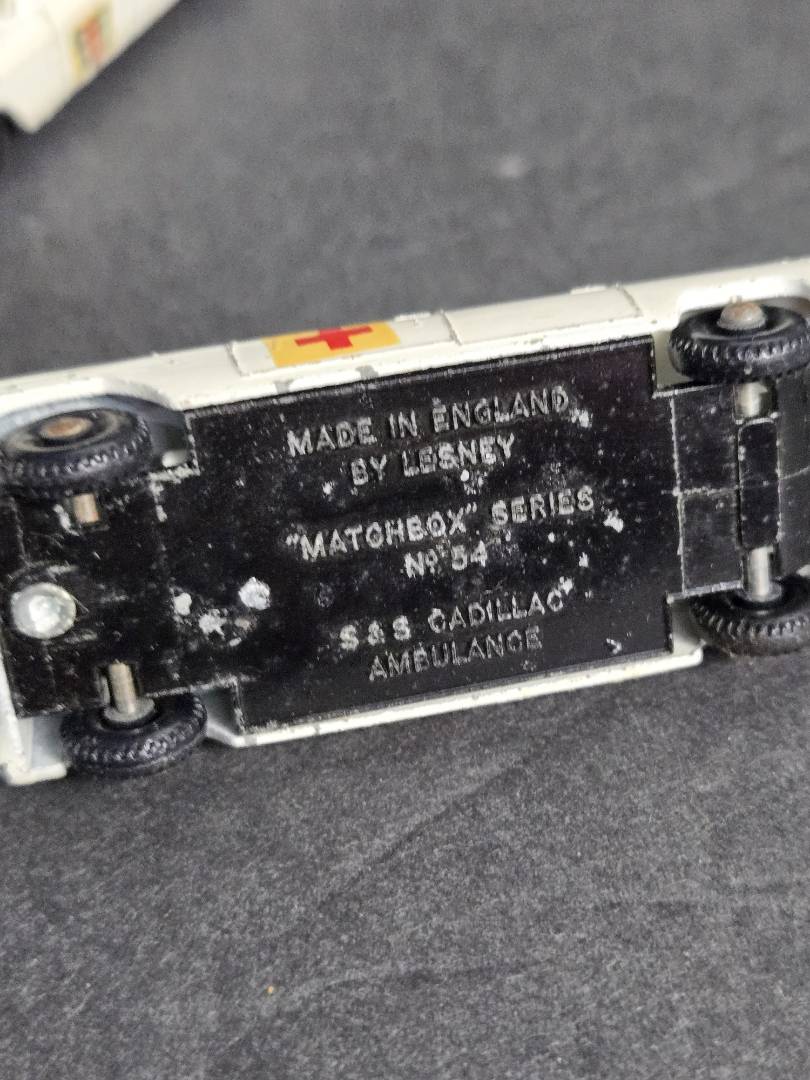 MADE IN ENGLAND
BY LESNEY
"MATCHBOX" SERIES
Nº 54
S & S CADILLAC
AMBULANCE